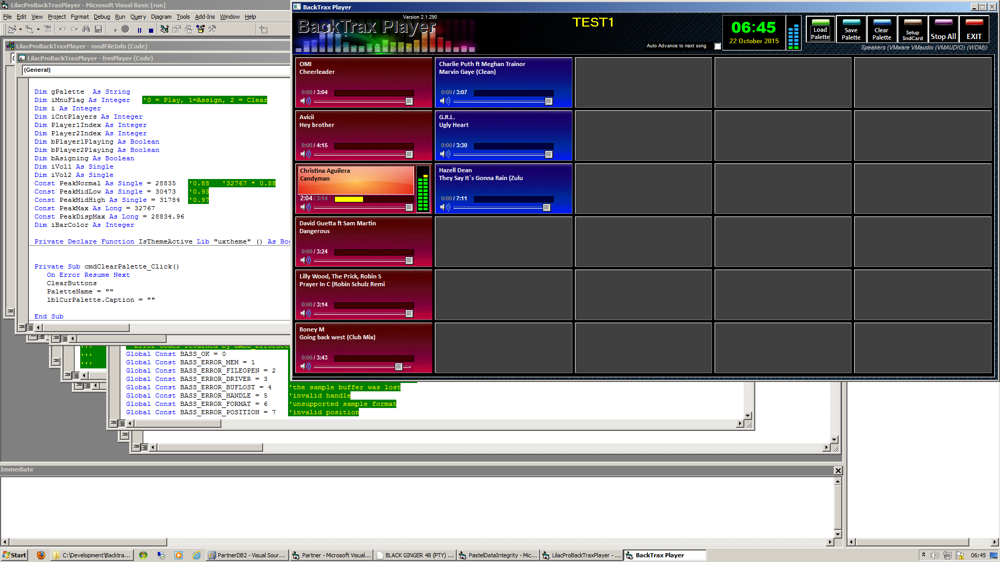 LilacProBackTraxPlayer - Microsoft Visual Basic [run]
File Edit View Project Format Debug Run Query Diagram Tools Add-Ins Window Help
LilacProBackTraxPlayer - modFileInfo (Code)
LilacProBackTraxPlayer - frmPlayer (Code)
(General)
Dim gPalette As String
Dim iMnuFlag As Integer '0 = Play, 1=Assign, 2 = Clear
Dim i As Integer
Dim iCntPlayers As Integer
Dim Player1Index As Integer
Dim Player2Index As Integer
Dim bPlayer1Playing As Boolean
Dim bPlayer2Playing As Boolean
Dim bAsigning As Boolean
Dim iVol1 As Single
Dim iVol2 As Single
Const PeakNormal As Single = 28835 '0.88 '32767 * 0.88
Const PeakMidLow As Single = 30473 '0.93
Const PeakMidHigh As Single = 31784 '0.97
Const PeakMax As Long = 32767
Const PeakDispMax As Long = 28834.96
Dim iBarColor As Integer
Private Declare Function IsThemeActive Lib "uxtheme" () As Boo
Private Sub cmdClearPalette_Click()
On Error Resume Next
ClearButtons
PaletteName = ""
lblCurPalette.Caption = ""
End Sub
Global Const BASS_OK = 0
Global Const BASS_ERROR_MEM = 1
Global Const BASS_ERROR_FILEOPEN = 2
Global Const BASS_ERROR_DRIVER = 3
Global Const BASS_ERROR_BUFLOST = 4 'the sample buffer was lost
Global Const BASS_ERROR_HANDLE = 5 'invalid handle
Global Const BASS_ERROR_FORMAT = 6 'unsupported sample format
Global Const BASS_ERROR_POSITION = 7 'invalid position
Immediate
BackTrax Player
Version 2.1.290
BackTrax Player
TEST1
Auto Advance to next song
06:45
22 October 2015
Load Palette
Save Palette
Clear Palette
Setup SndCard
Stop All
EXIT
Speakers (VMware VMaudio (VMAUDIO) (WDM))
OMI
Cheerleader
0:00 / 3:04
Charlie Puth ft Meghan Trainor
Marvin Gaye (Clean)
0:00 / 3:07
Avicii
Hey brother
0:00 / 4:15
G.R.L.
Ugly Heart
0:00 / 3:30
Christina Aguilera
Candyman
2:04 / 3:14
Hazell Dean
They Say It`s Gonna Rain (Zulu
0:00 / 7:11
David Guetta ft Sam Martin
Dangerous
0:00 / 3:24
Lilly Wood, The Prick, Robin S
Prayer In C (Robin Schulz Remi
0:00 / 3:14
Boney M
Going back west (Club Mix)
0:00 / 3:43
Start
C:\Development\Backtra...
PartnerDB2 - Visual Sour...
Partner - Microsoft Visual...
BLACK GINGER 48 (PTY) ...
PastelDataIntegrity - Mic...
LilacProBackTraxPlayer - ...
BackTrax Player
06:45